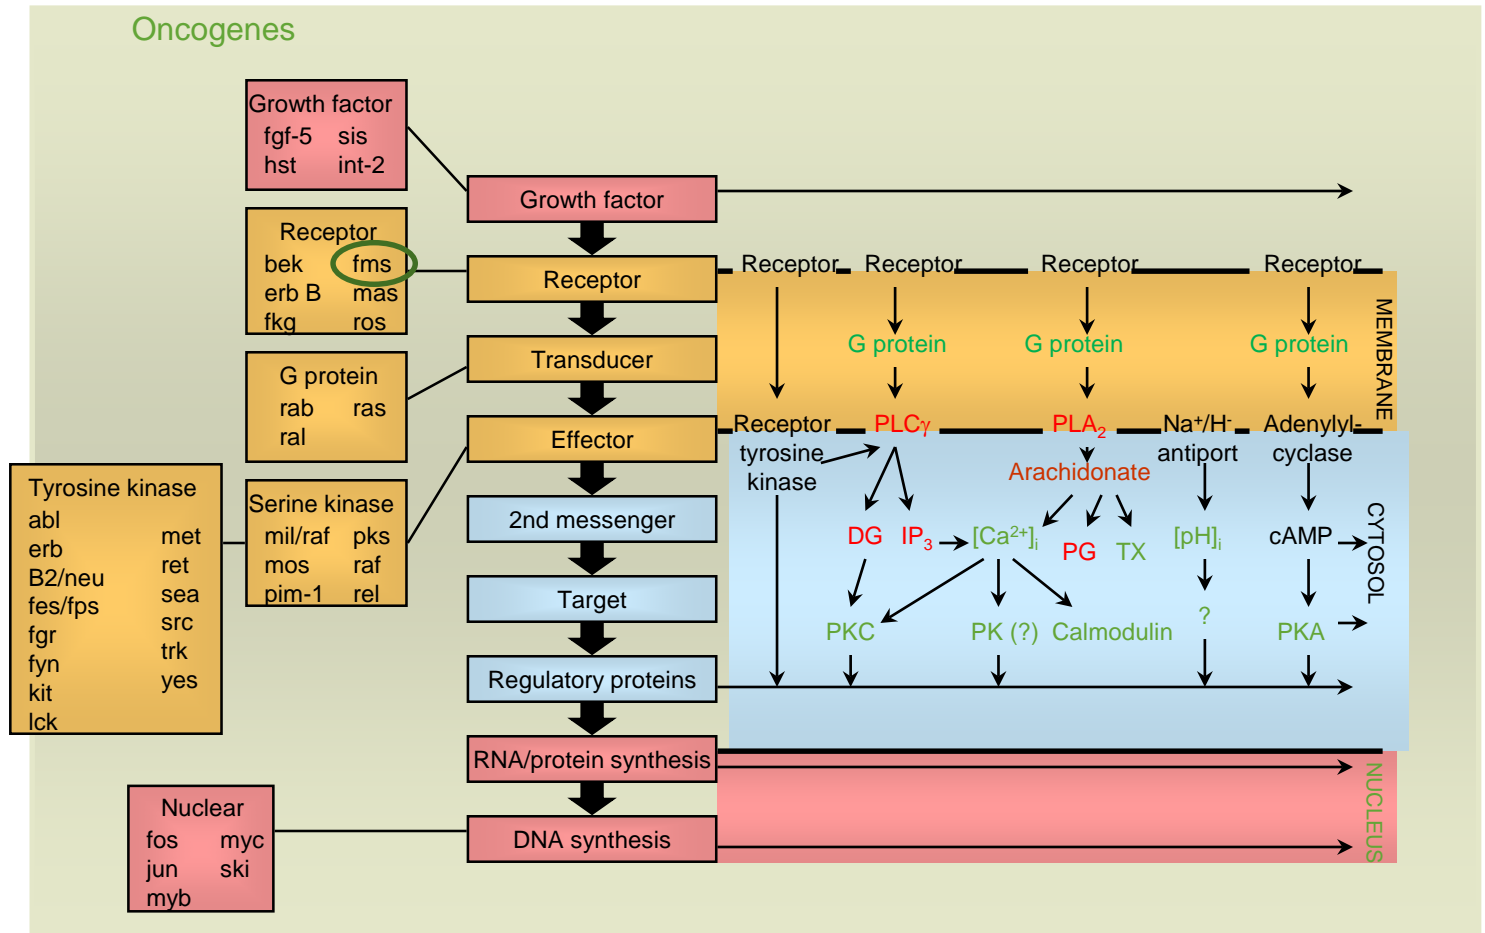 Oncogenes
Growth factor
fgf-5 sis
hst int-2
Growth factor
Receptor
bek fms
erb B mas
fkg ros
Receptor
Receptor Receptor Receptor Receptor
MEMBRANE
G protein
rab ras
ral
Transducer
G protein G protein G protein
Effector
Receptor tyrosine kinase
PLCγ
PLA₂
Na⁺/H⁻ antiport
Adenylyl-cyclase
Arachidonate
Tyrosine kinase
abl
erb met
B2/neu ret
fes/fps sea
fgr src
fyn trk
kit yes
lck
Serine kinase
mil/raf pks
mos raf
pim-1 rel
2nd messenger
DG IP₃ [Ca²⁺]ᵢ PG TX [pH]ᵢ cAMP
CYTOSOL
Target
PKC PK (?) Calmodulin ? PKA
Regulatory proteins
RNA/protein synthesis
NUCLEUS
Nuclear
fos myc
jun ski
myb
DNA synthesis